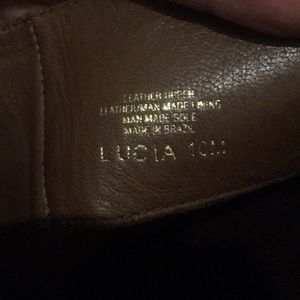 LEATHER UPPER
LEATHER/MAN MADE LINING
MAN MADE SOLE
MADE IN BRAZIL
LUCIA 10M